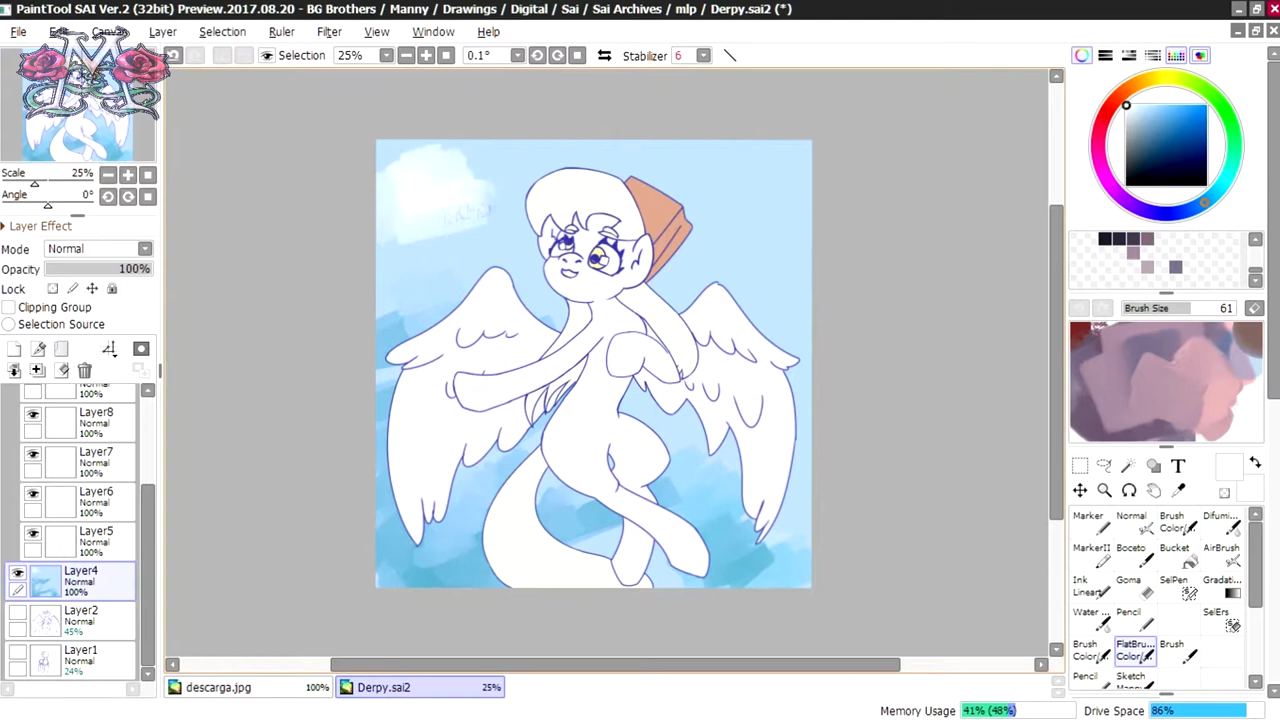 PaintTool SAI Ver.2 (32bit) Preview.2017.08.20 - BG Brothers / Manny / Drawings / Digital / Sai / Sai Archives / mlp / Derpy.sai2 (*)
File Edit Canvas Layer Selection Ruler Filter View Window Help
Selection 25% 0.1° Stabilizer 6
Scale 25%
Angle 0°
Layer Effect
Mode Normal
Opacity 100%
Lock
Clipping Group
Selection Source
Normal
100%
Layer8
Normal
100%
Layer7
Normal
100%
Layer6
Normal
100%
Layer5
Normal
100%
Layer4
Normal
100%
Layer2
Normal
45%
Layer1
Normal
24%
Brush Size 61
T
Marker Normal Brush Color/... Difumi...
MarkerII Boceto Bucket AirBrush
Ink Lineart Goma SelPen Gradati...
Water ... Pencil SelErs
Brush Color/... FlatBru... Color/... Brush
Pencil Sketch Manny
descarga.jpg 100% Derpy.sai2 25%
Memory Usage 41% (48%) Drive Space 86%